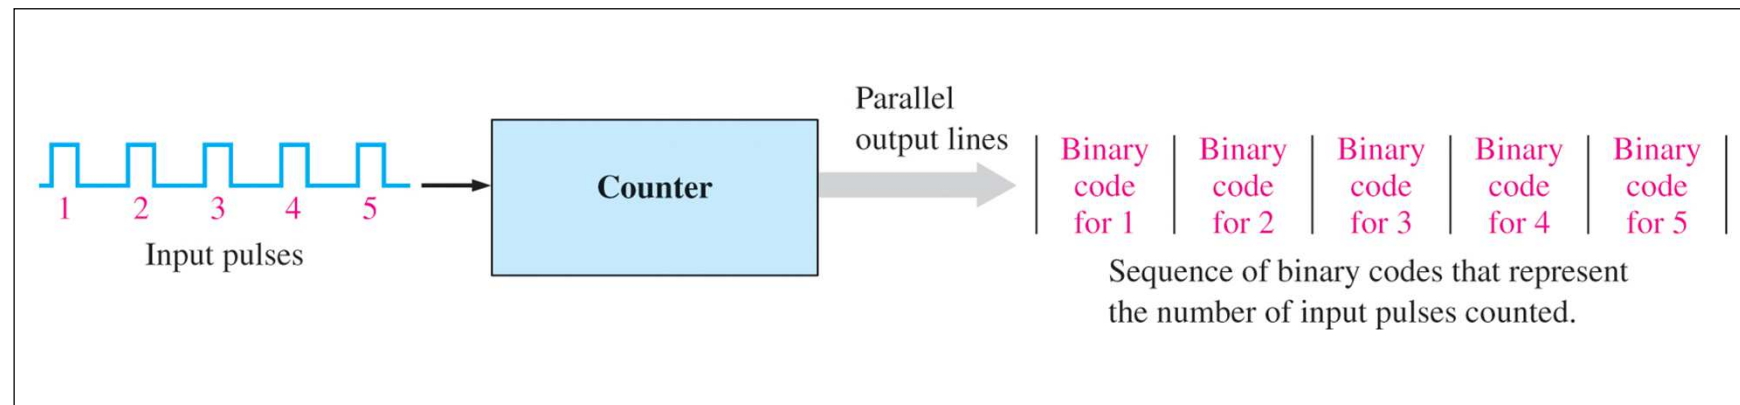 1 2 3 4 5
Input pulses
Counter
Parallel
output lines
Binary
code
for 1
Binary
code
for 2
Binary
code
for 3
Binary
code
for 4
Binary
code
for 5
Sequence of binary codes that represent
the number of input pulses counted.